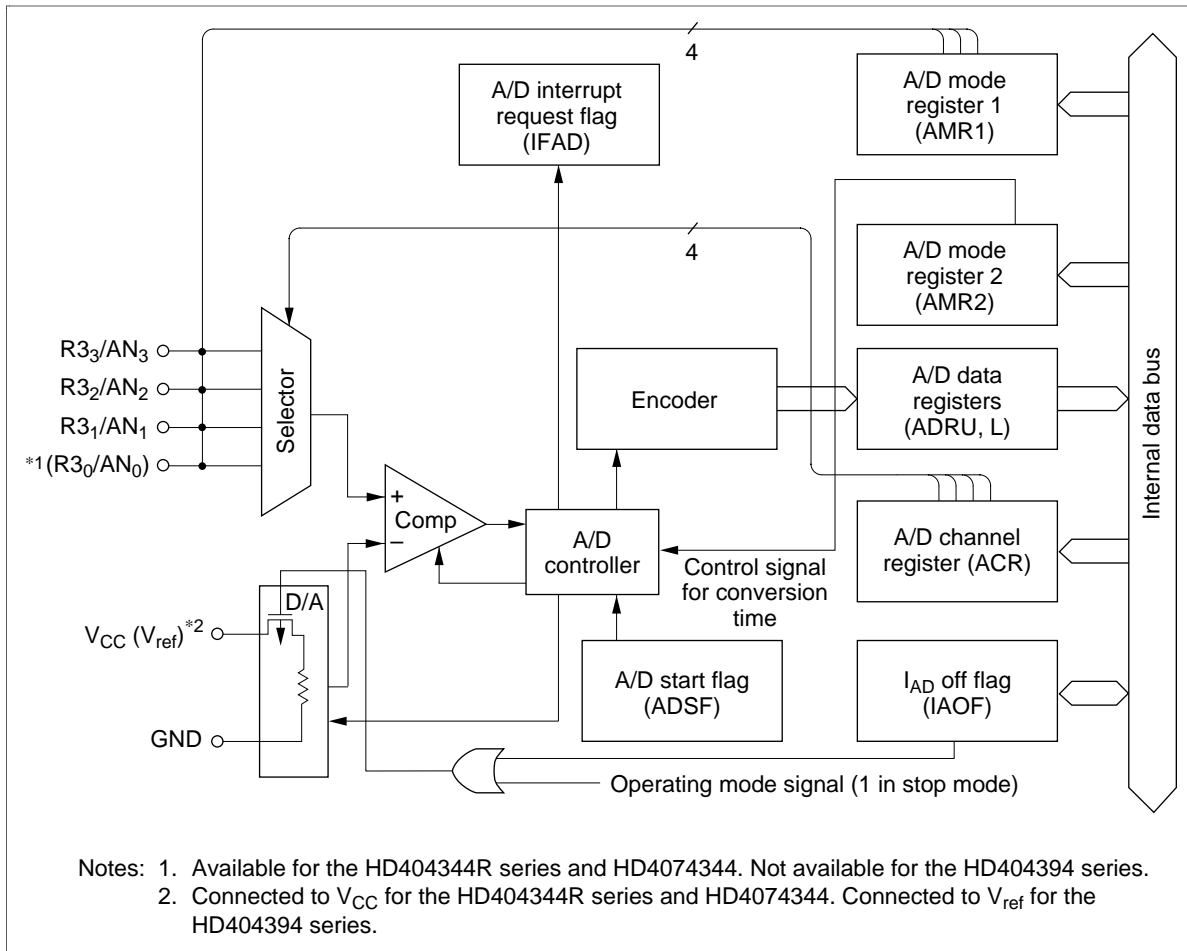 4
A/D mode
register 1
(AMR1)
A/D interrupt
request flag
(IFAD)
4
A/D mode
register 2
(AMR2)
R3₃/AN₃
R3₂/AN₂
R3₁/AN₁
*1(R3₀/AN₀)
Selector
Encoder
A/D data
registers
(ADRU, L)
Internal data bus
+
Comp
−
A/D
controller
Control signal
for conversion
time
A/D channel
register (ACR)
D/A
V_CC (V_ref)*2
GND
A/D start flag
(ADSF)
I_AD off flag
(IAOF)
Operating mode signal (1 in stop mode)
Notes: 1. Available for the HD404344R series and HD4074344. Not available for the HD404394 series.
2. Connected to V_CC for the HD404344R series and HD4074344. Connected to V_ref for the
HD404394 series.